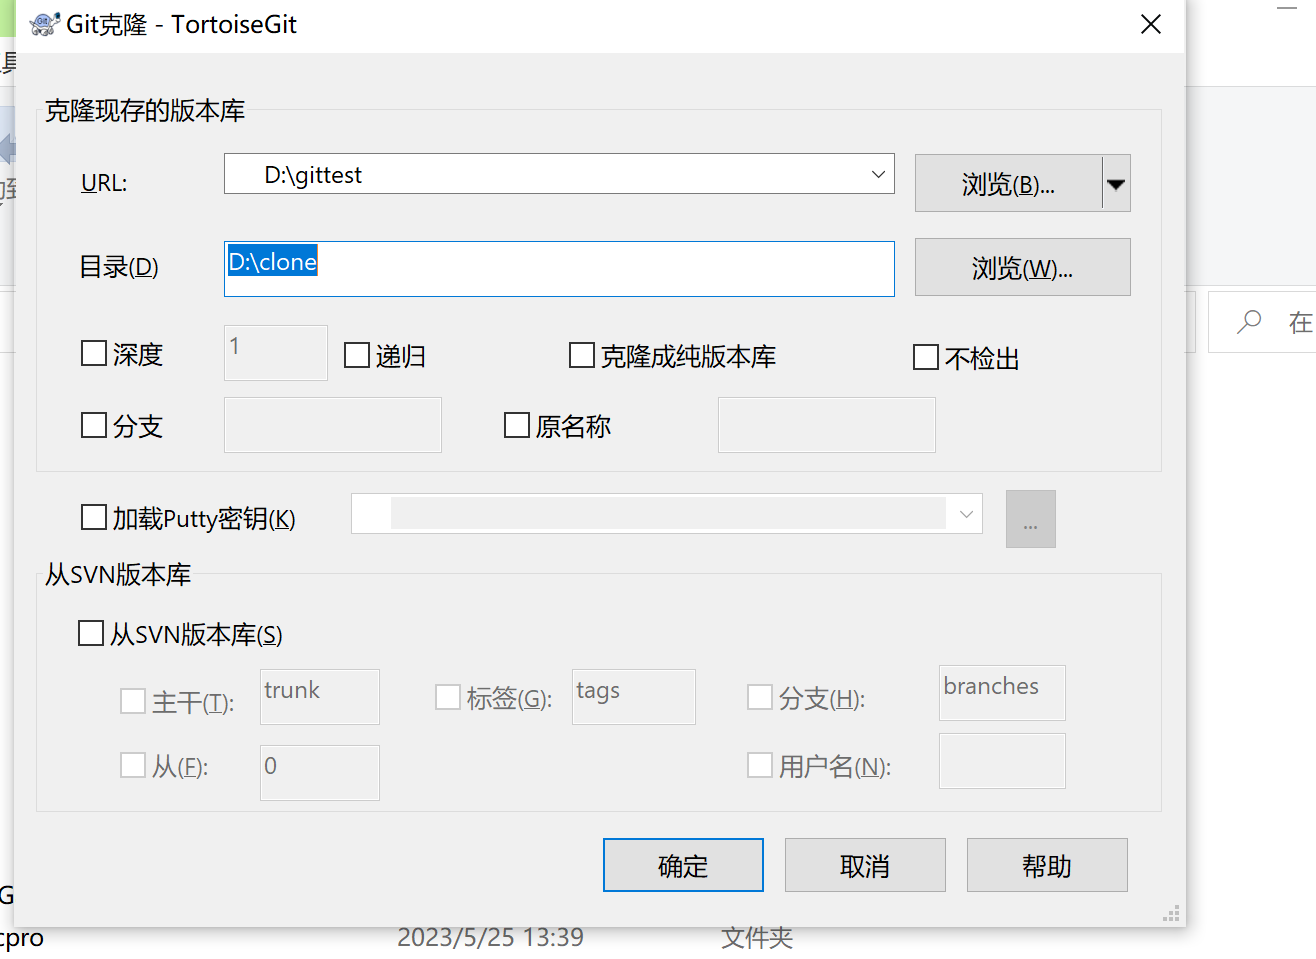 Git克隆 - TortoiseGit
克隆现存的版本库
URL:
D:\gittest
浏览(B)...
目录(D)
D:\clone
浏览(W)...
在
深度
1
递归
克隆成纯版本库
不检出
分支
原名称
加载Putty密钥(K)
...
从SVN版本库
从SVN版本库(S)
主干(T):
trunk
标签(G):
tags
分支(H):
branches
从(F):
0
用户名(N):
确定
取消
帮助
cpro
2023/5/25 13:39
文件夹